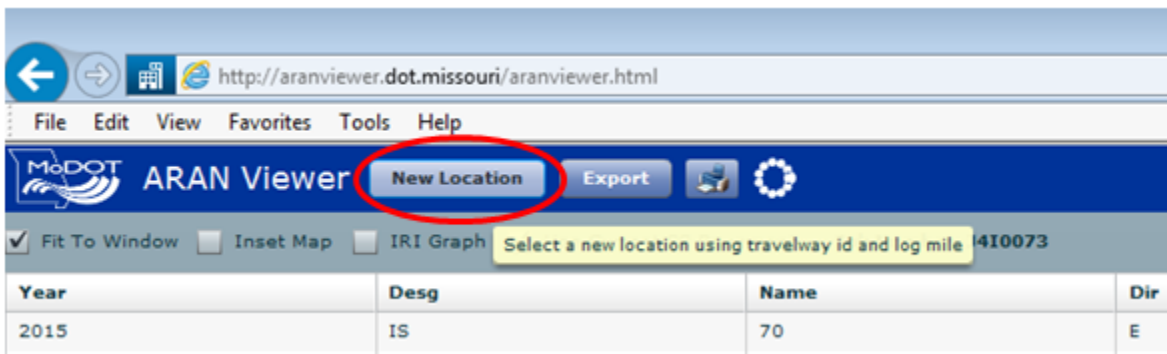 http://aranviewer.dot.missouri/aranviewer.html
File Edit View Favorites Tools Help
MoDOT ARAN Viewer New Location Export
Fit To Window Inset Map IRI Graph Select a new location using travelway id and log mile 4I0073
Year Desg Name Dir
2015 IS 70 E